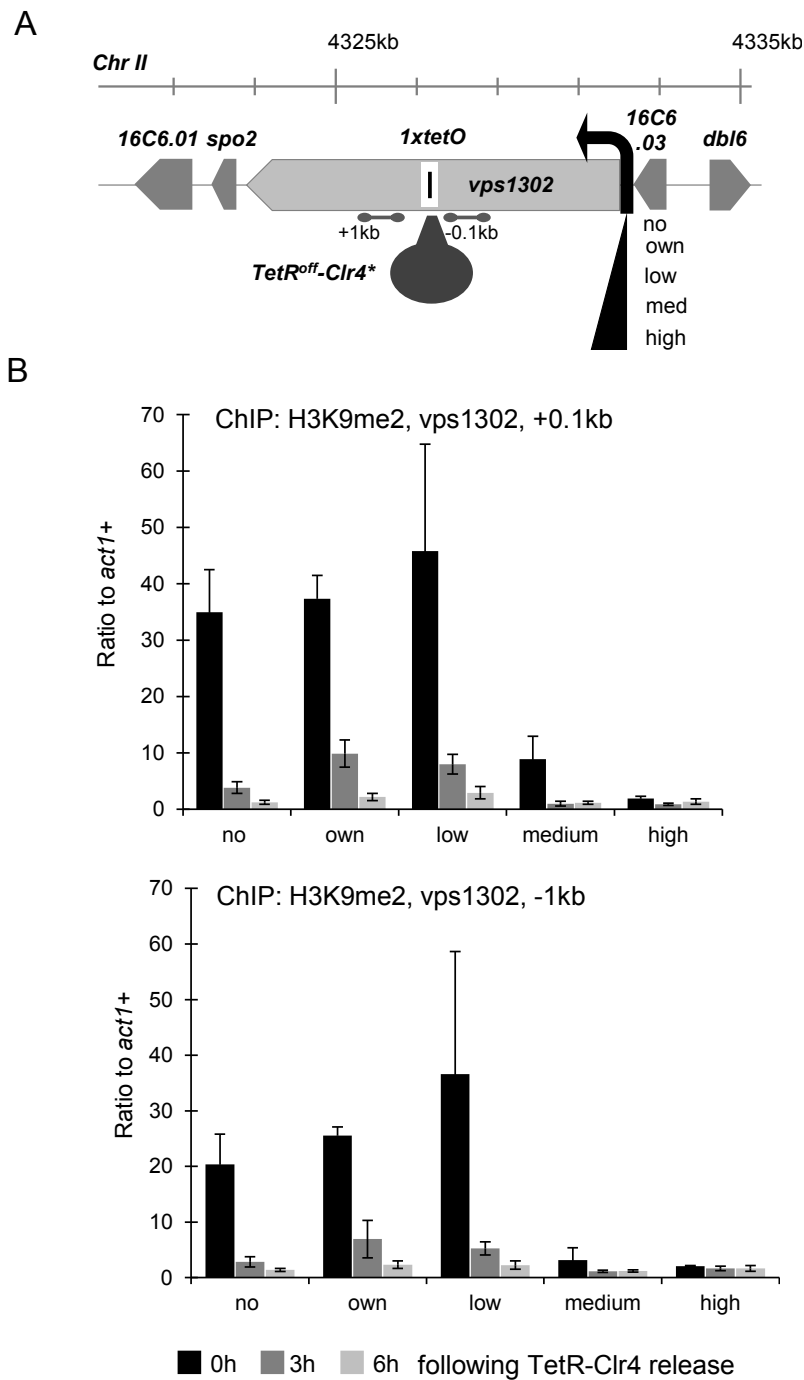 A
4325kb
4335kb
Chr II
16C6.01
spo2
1xtetO
16C6
.03
dbl6
vps1302
+1kb
-0.1kb
TetRoff-Clr4*
no
own
low
med
high
B
ChIP: H3K9me2, vps1302, +0.1kb
Ratio to act1+
70
60
50
40
30
20
10
0
no own low medium high
ChIP: H3K9me2, vps1302, -1kb
Ratio to act1+
70
60
50
40
30
20
10
0
no own low medium high
0h 3h 6h following TetR-Clr4 release